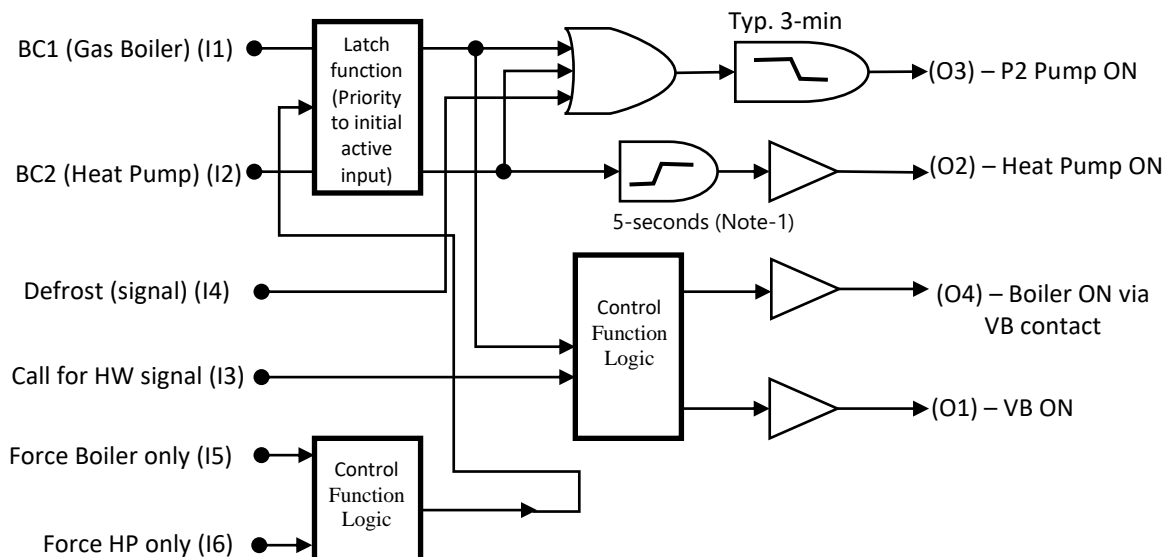 Typ. 3-min
BC1 (Gas Boiler) (I1)
Latch
function
(Priority
to initial
active
input)
(O3) – P2 Pump ON
BC2 (Heat Pump) (I2)
(O2) – Heat Pump ON
5-seconds (Note-1)
Defrost (signal) (I4)
Control
Function
Logic
(O4) – Boiler ON via
VB contact
Call for HW signal (I3)
(O1) – VB ON
Force Boiler only (I5)
Control
Function
Logic
Force HP only (I6)